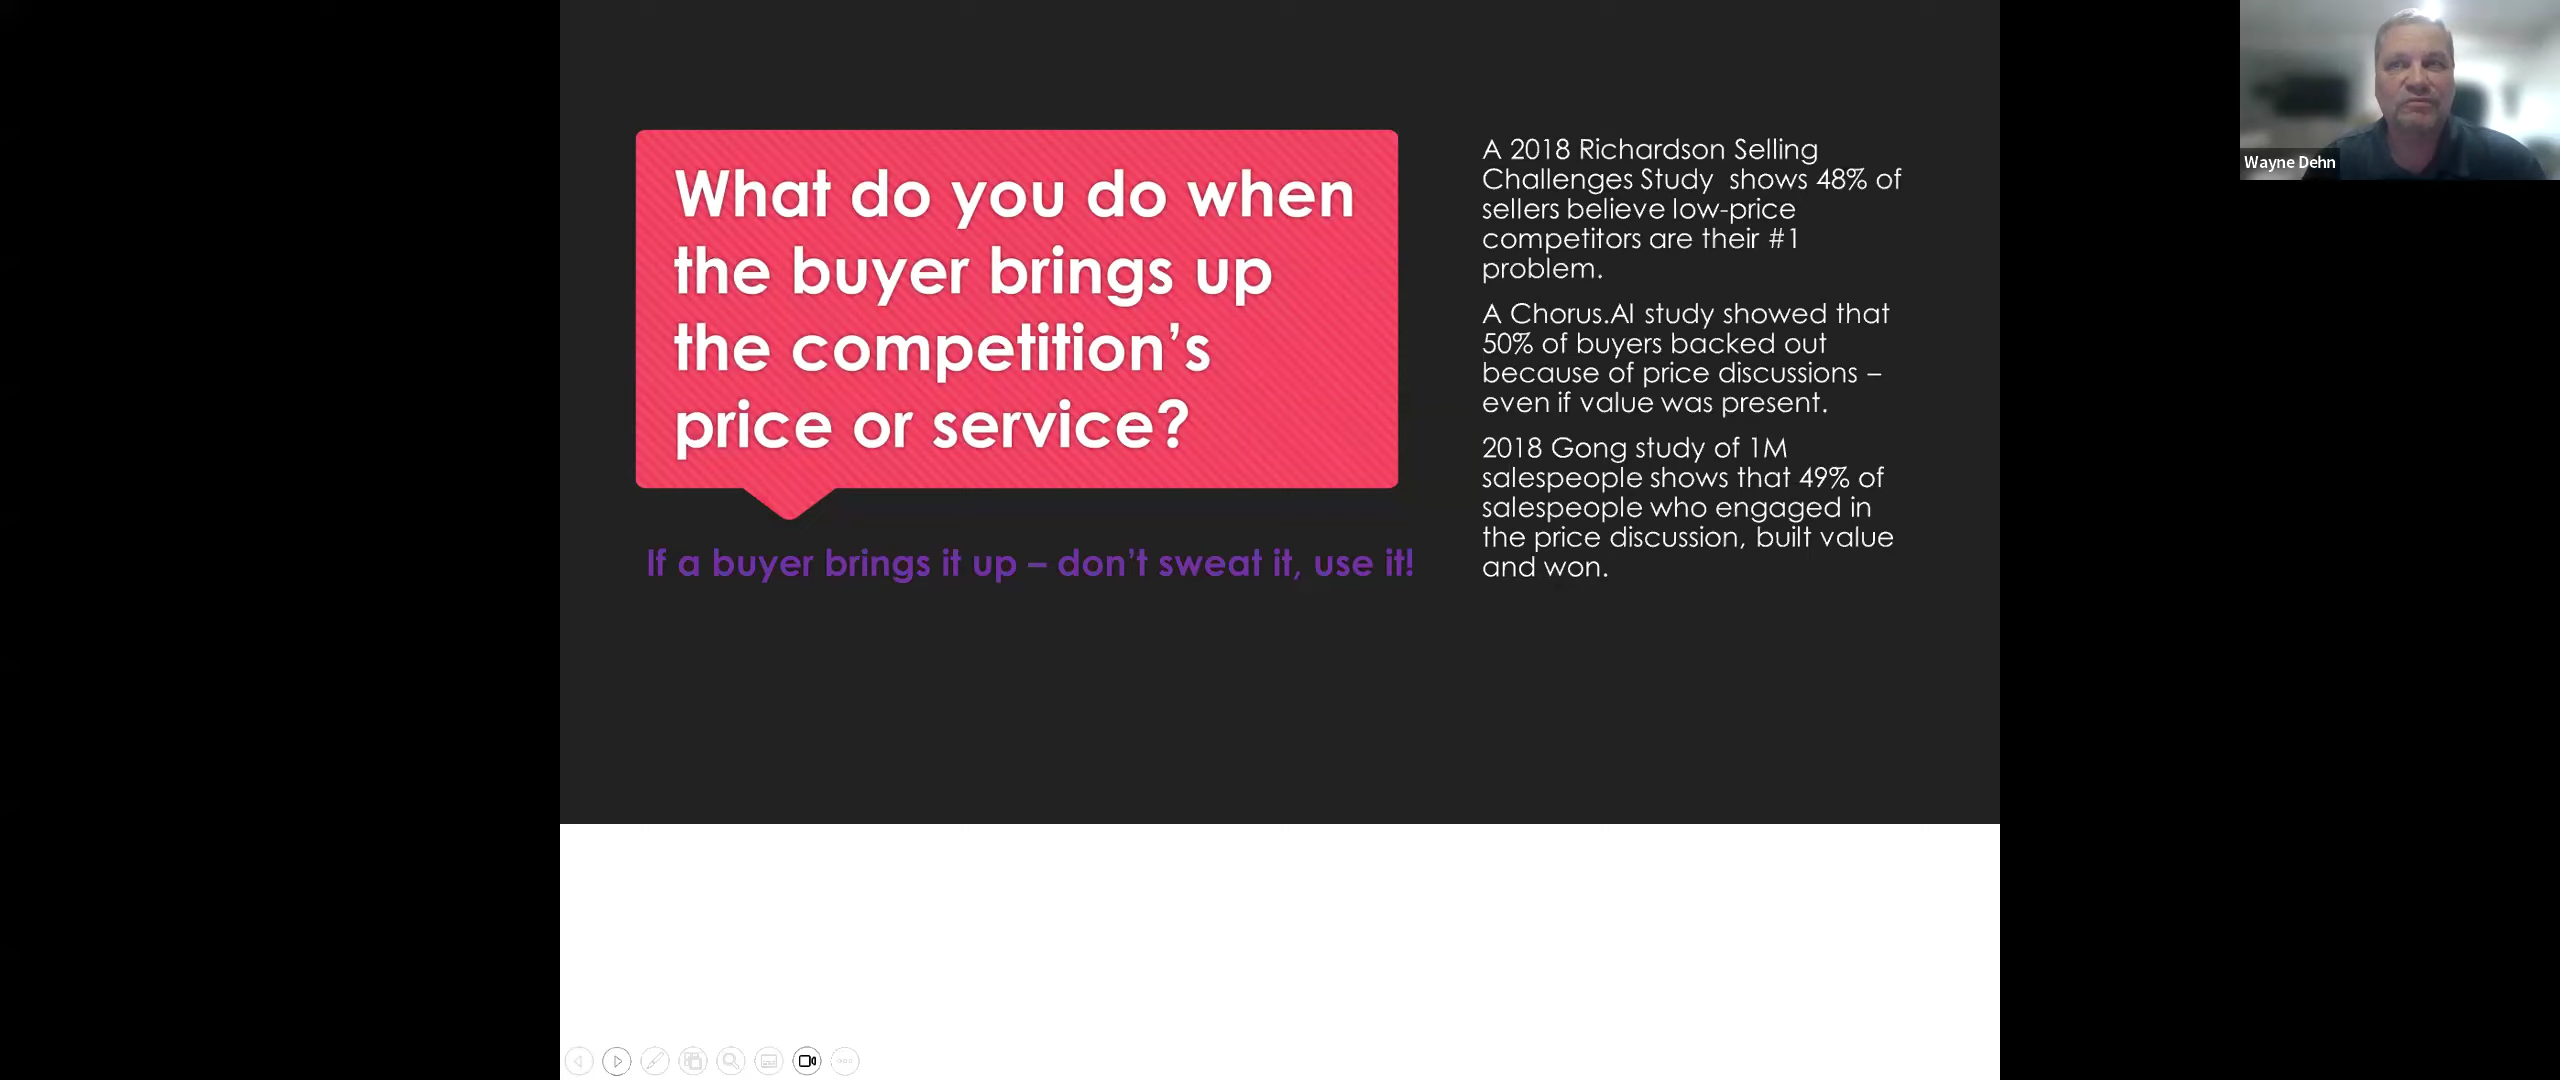 What do you do when
the buyer brings up
the competition’s
price or service?
If a buyer brings it up – don’t sweat it, use it!
A 2018 Richardson Selling
Challenges Study  shows 48% of
sellers believe low-price
competitors are their #1
problem.
A Chorus.AI study showed that
50% of buyers backed out
because of price discussions –
even if value was present.
2018 Gong study of 1M
salespeople shows that 49% of
salespeople who engaged in
the price discussion, built value
and won.
Wayne Dehn